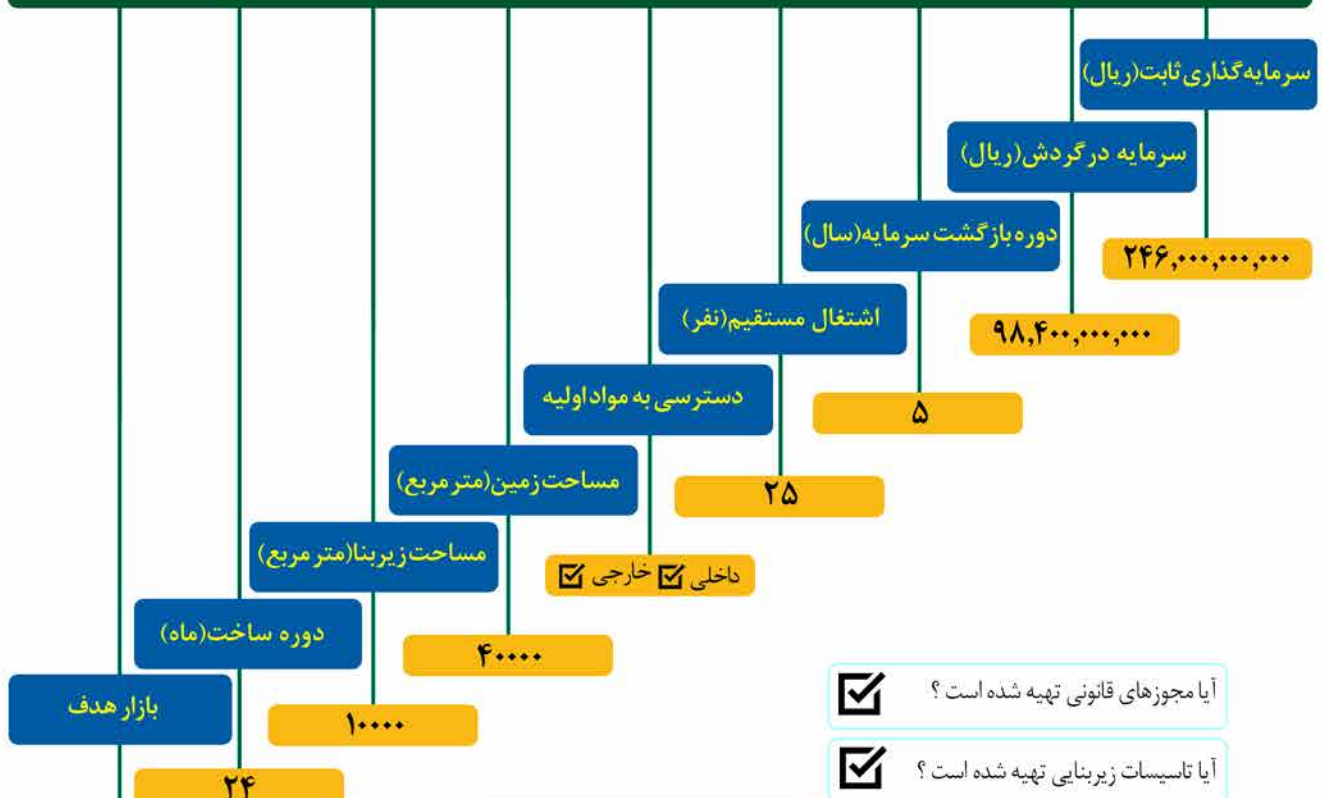 سرمایه‌گذاری ثابت(ریال)
۲۴۶,۰۰۰,۰۰۰,۰۰۰
سرمایه در گردش(ریال)
۹۸,۴۰۰,۰۰۰,۰۰۰
دوره بازگشت سرمایه(سال)
۵
اشتغال مستقیم(نفر)
۲۵
دسترسی به مواد اولیه
داخلی ☑ خارجی ☑
مساحت زمین(متر مربع)
۴۰۰۰۰
مساحت زیربنا(متر مربع)
۱۰۰۰۰
دوره ساخت(ماه)
۲۴
بازار هدف
آیا مجوزهای قانونی تهیه شده است ؟ ☑
آیا تاسیسات زیربنایی تهیه شده است ؟ ☑